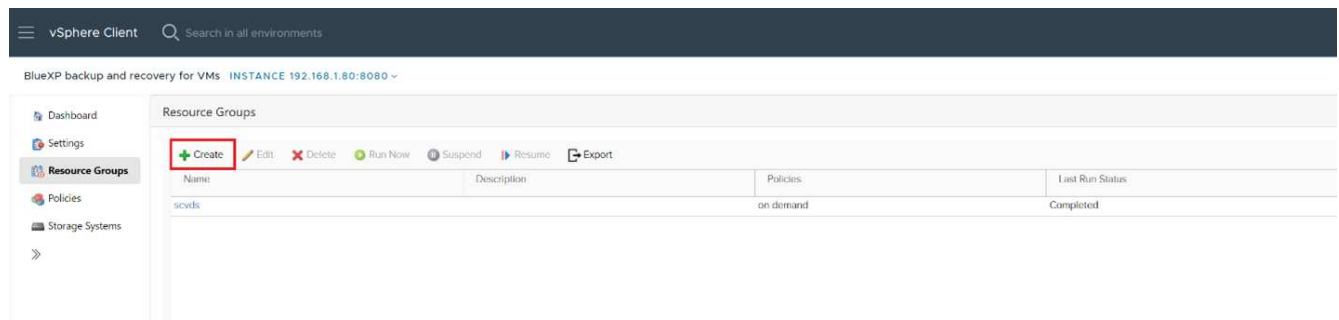 vSphere Client Search in all environments
BlueXP backup and recovery for VMs INSTANCE 192.168.1.80:8080
Dashboard
Settings
Resource Groups
Policies
Storage Systems
Resource Groups
Create Edit Delete Run Now Suspend Resume Export
Name Description Policies Last Run Status
scvds on demand Completed